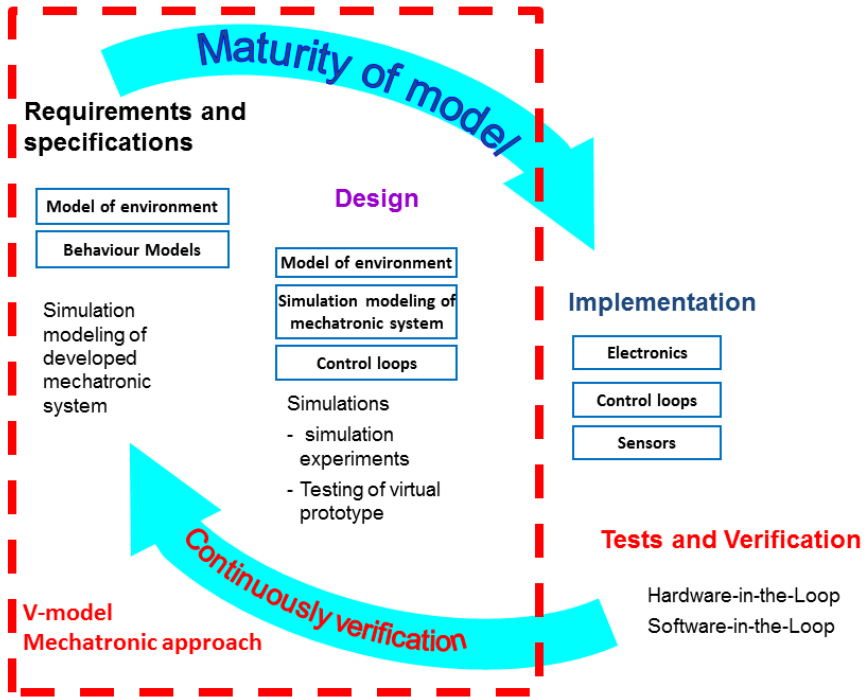 Maturity of model
Requirements and
specifications
Model of environment
Behaviour Models
Simulation
modeling of
developed
mechatronic
system
Design
Model of environment
Simulation modeling of
mechatronic system
Control loops
Simulations
- simulation
experiments
- Testing of virtual
prototype
Implementation
Electronics
Control loops
Sensors
Tests and Verification
Hardware-in-the-Loop
Software-in-the-Loop
Continuously verification
V-model
Mechatronic approach